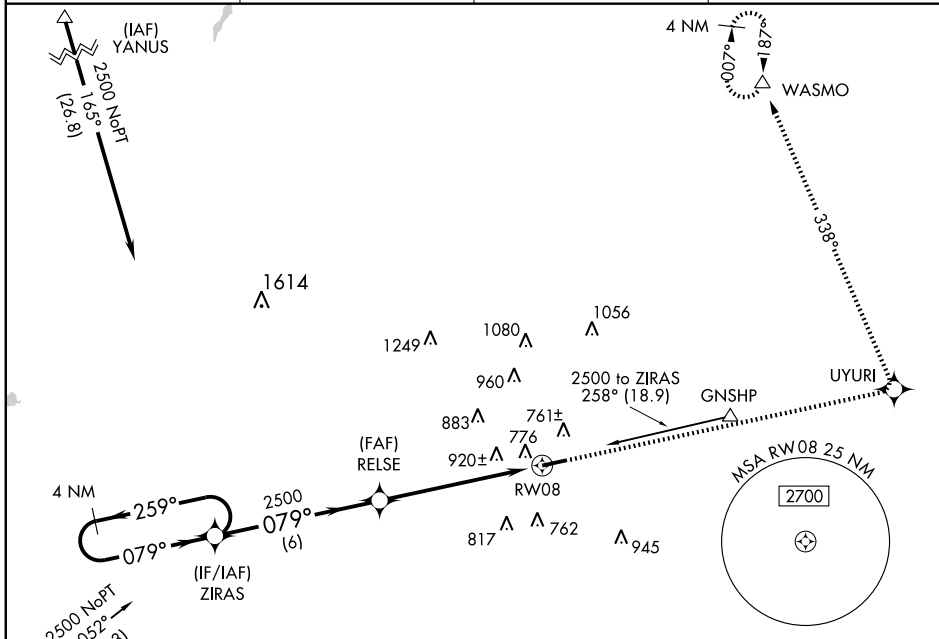 (IAF)
YANUS
2500 NoPT
165°
(26.8)
4 NM
007°
187°
WASMO
338°
1614
1249
1080
1056
960
2500 to ZIRAS
258° (18.9)
GNSHP
UYURI
883
761±
776
920±
(FAF)
RELSE
RW08
MSA RW08 25 NM
2700
4 NM
259°
2500
079°
(6)
079°
817
762
945
(IF/IAF)
ZIRAS
2500 NoPT
052°